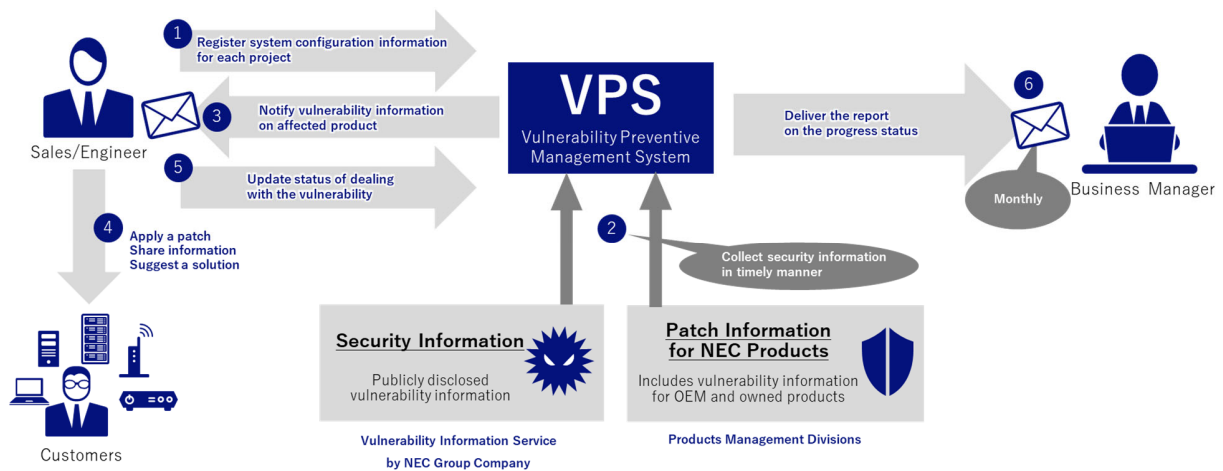 1
Register system configuration information
for each project
3
Notify vulnerability information
on affected product
5
Update status of dealing
with the vulnerability
Sales/Engineer
4
Apply a patch
Share information
Suggest a solution
Customers
VPS
Vulnerability Preventive
Management System
2
Collect security information
in timely manner
Security Information
Publicly disclosed
vulnerability information
Vulnerability Information Service
by NEC Group Company
Patch Information
for NEC Products
Includes vulnerability information
for OEM and owned products
Products Management Divisions
Deliver the report
on the progress status
6
Monthly
Business Manager